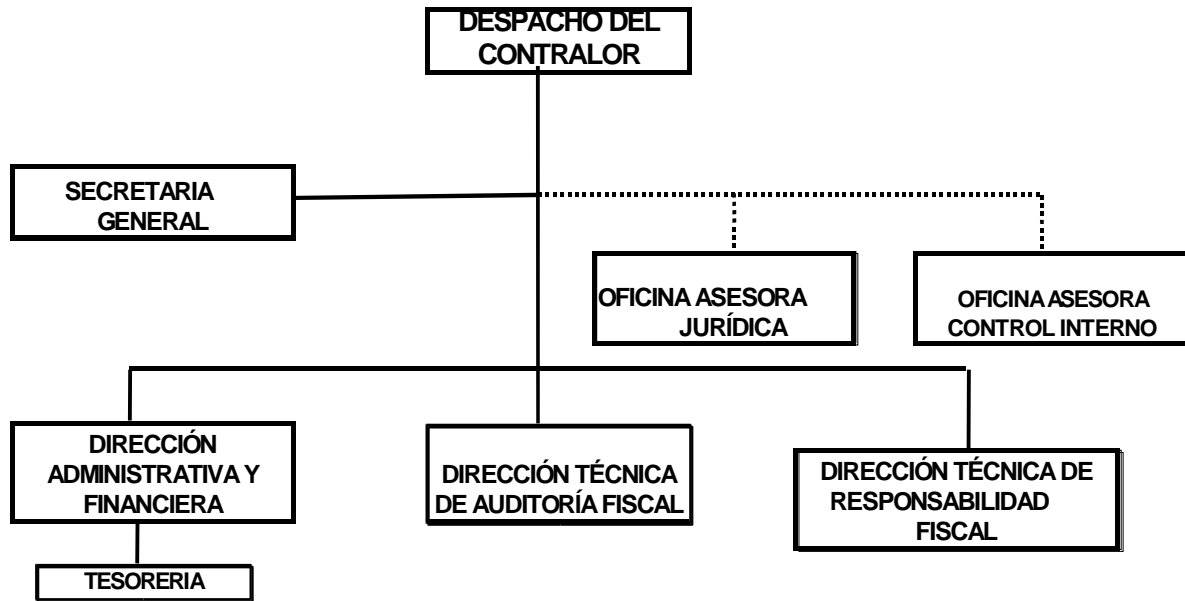 DESPACHO DEL
CONTRALOR
SECRETARIA
GENERAL
OFICINA ASESORA
JURÍDICA
OFICINA ASESORA
CONTROL INTERNO
DIRECCIÓN
ADMINISTRATIVA Y
FINANCIERA
DIRECCIÓN TÉCNICA
DE AUDITORÍA FISCAL
DIRECCIÓN TÉCNICA DE
RESPONSABILIDAD
FISCAL
TESORERIA